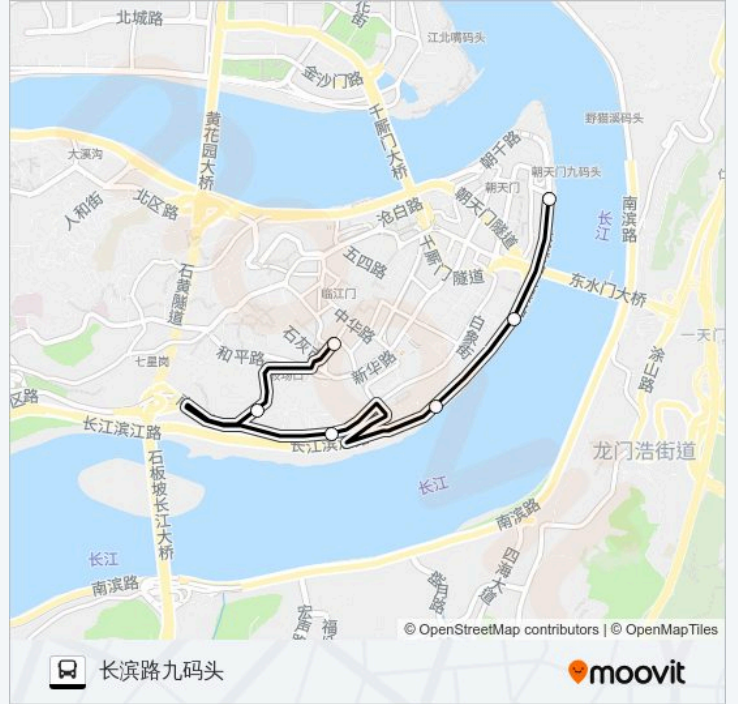 北城路
化街
江北嘴码头
金沙门路
千厮门大桥
黄花园大桥
野猫溪码头
朝千路
大溪沟
朝天门九码头
朝天门
人和街
北区路
沧白路
朝天门隧道
南滨路
长江
千厮门
隧道
五四路
石黄隧道
东水门大桥
临江门
中华路
白象街
石灰
一天门
和平路
新华路
涂山路
七星岗
区路
长江滨江路
长江滨
龙门浩街道
石板坡长江大桥
长江
南滨路
长江
四海大道
南滨路
© OpenStreetMap contributors | © OpenMapTiles
长滨路九码头
moovit